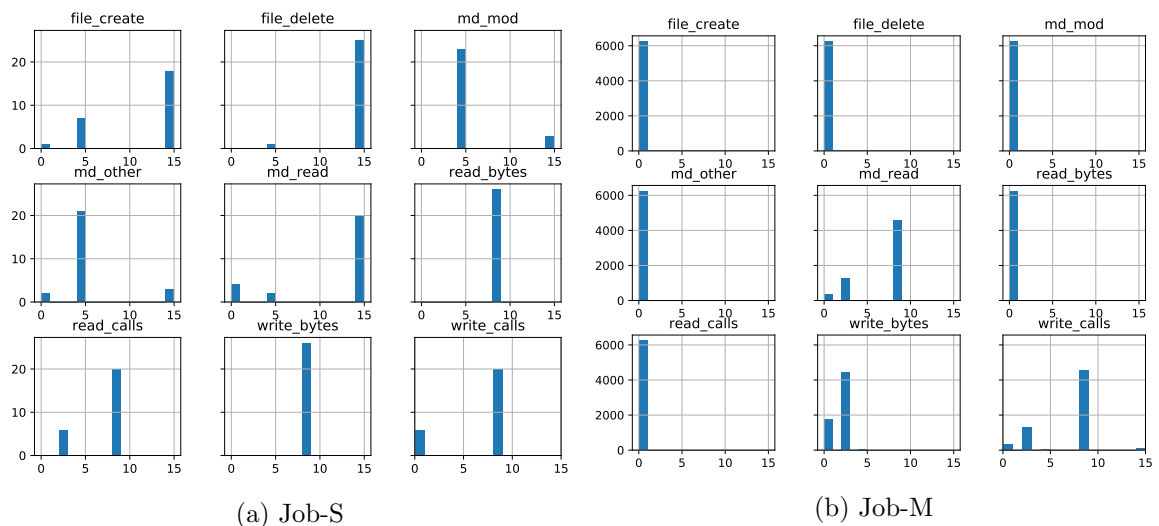 file_create file_delete md_mod
20
10
0
0 5 10 15 0 5 10 15 0 5 10 15
md_other md_read read_bytes
20
10
0
0 5 10 15 0 5 10 15 0 5 10 15
read_calls write_bytes write_calls
20
10
0
0 5 10 15 0 5 10 15 0 5 10 15
(a) Job-S
file_create file_delete md_mod
6000
4000
2000
0
0 5 10 15 0 5 10 15 0 5 10 15
md_other md_read read_bytes
6000
4000
2000
0
0 5 10 15 0 5 10 15 0 5 10 15
read_calls write_bytes write_calls
6000
4000
2000
0
0 5 10 15 0 5 10 15 0 5 10 15
(b) Job-M